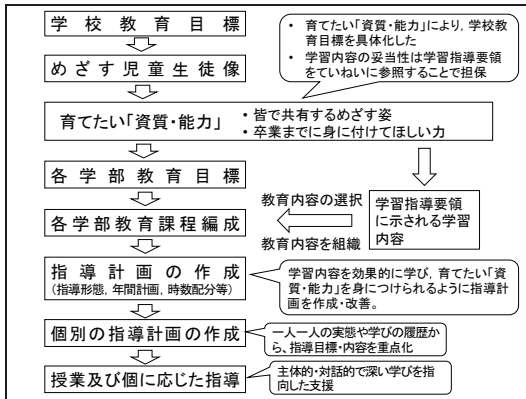 学校教育目標
・ 育てたい「資質・能力」により, 学校教
育目標を具体化した
・ 学習内容の妥当性は学習指導要領
をていねいに参照することで担保
めざす児童生徒像
育てたい「資質・能力」
・皆で共有するめざす姿
・卒業までに身に付けてほしい力
各学部教育目標
教育内容の選択
教育内容を組織
学習指導要領
に示される学習
内容
各学部教育課程編成
指導計画の作成
(指導形態, 年間計画, 時数配分等)
学習内容を効果的に学び, 育てたい「資
質・能力」を身につけられるように指導計
画を作成・改善。
個別の指導計画の作成
一人一人の実態や学びの履歴か
ら、指導目標・内容を重点化
授業及び個に応じた指導
主体的・対話的で深い学びを指
向した支援